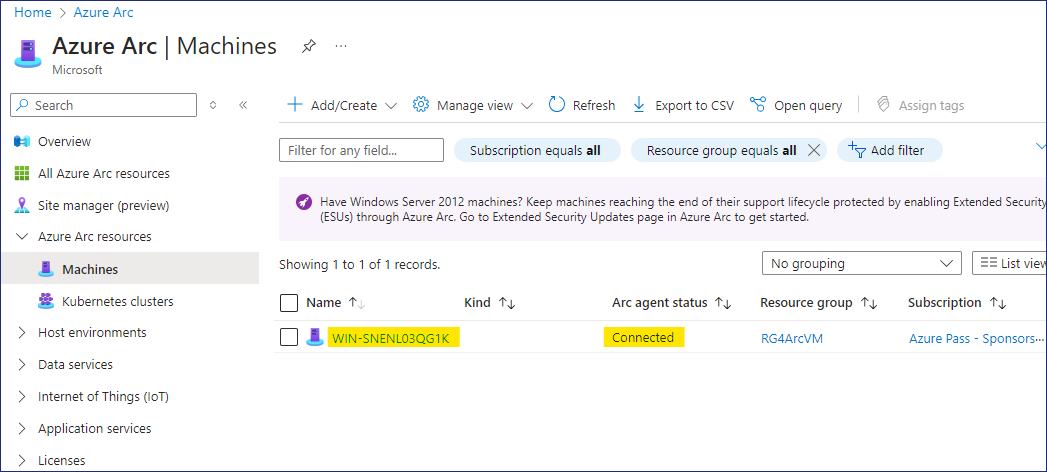 Home > Azure Arc
Azure Arc | Machines
Microsoft
Search
Add/Create
Manage view
Refresh
Export to CSV
Open query
Assign tags
Overview
All Azure Arc resources
Site manager (preview)
Azure Arc resources
Machines
Kubernetes clusters
Host environments
Data services
Internet of Things (IoT)
Application services
Licenses
Filter for any field...
Subscription equals all
Resource group equals all
Add filter
Have Windows Server 2012 machines? Keep machines reaching the end of their support lifecycle protected by enabling Extended Security
(ESUs) through Azure Arc. Go to Extended Security Updates page in Azure Arc to get started.
Showing 1 to 1 of 1 records.
No grouping
List view
Name
Kind
Arc agent status
Resource group
Subscription
WIN-SNENL03QG1K
Connected
RG4ArcVM
Azure Pass - Sponsors···